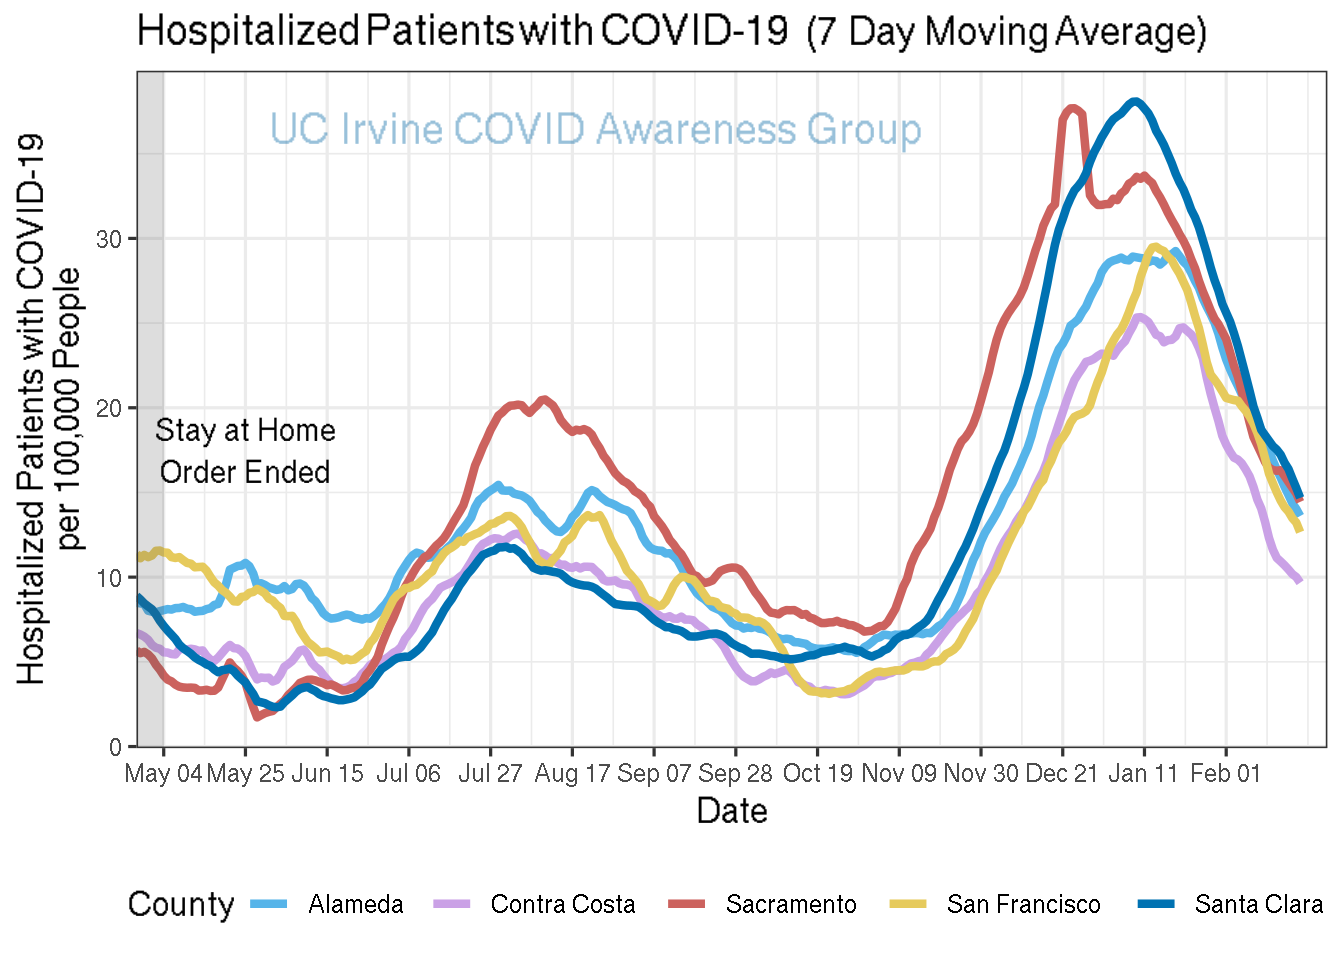 Hospitalized Patients with COVID-19 (7 Day Moving Average)
UC Irvine COVID Awareness Group
Hospitalized Patients with COVID-19
per 100,000 People
30
20
10
0
Stay at Home
Order Ended
May 04 May 25 Jun 15 Jul 06 Jul 27 Aug 17 Sep 07 Sep 28 Oct 19 Nov 09 Nov 30 Dec 21 Jan 11 Feb 01
Date
County Alameda Contra Costa Sacramento San Francisco Santa Clara